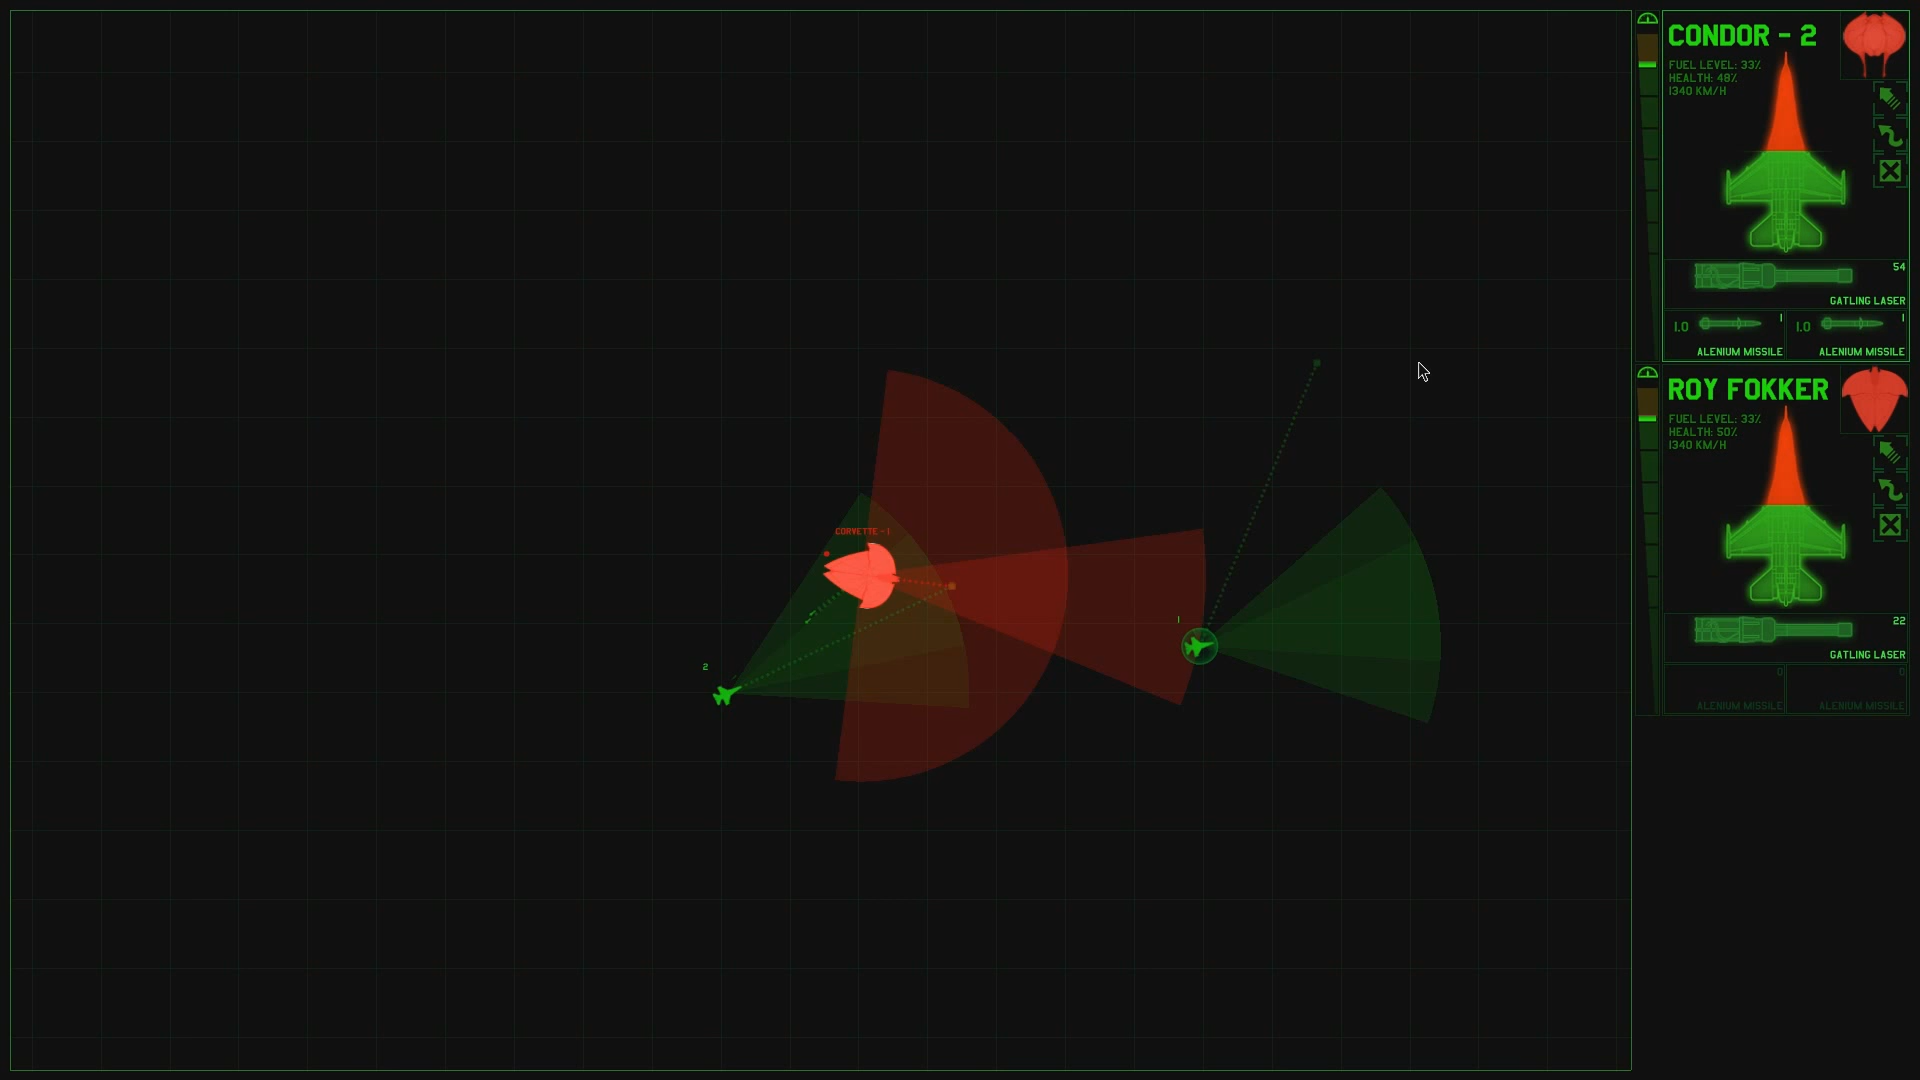 CONDOR - 2
FUEL LEVEL: 33%
HEALTH: 48%
1340 KM/H
54
GATLING LASER
1.0
1
ALENIUM MISSILE
1.0
1
ALENIUM MISSILE
ROY FOKKER
FUEL LEVEL: 33%
HEALTH: 50%
1340 KM/H
22
GATLING LASER
0
ALENIUM MISSILE
0
ALENIUM MISSILE
CORVETTE-1
1
2